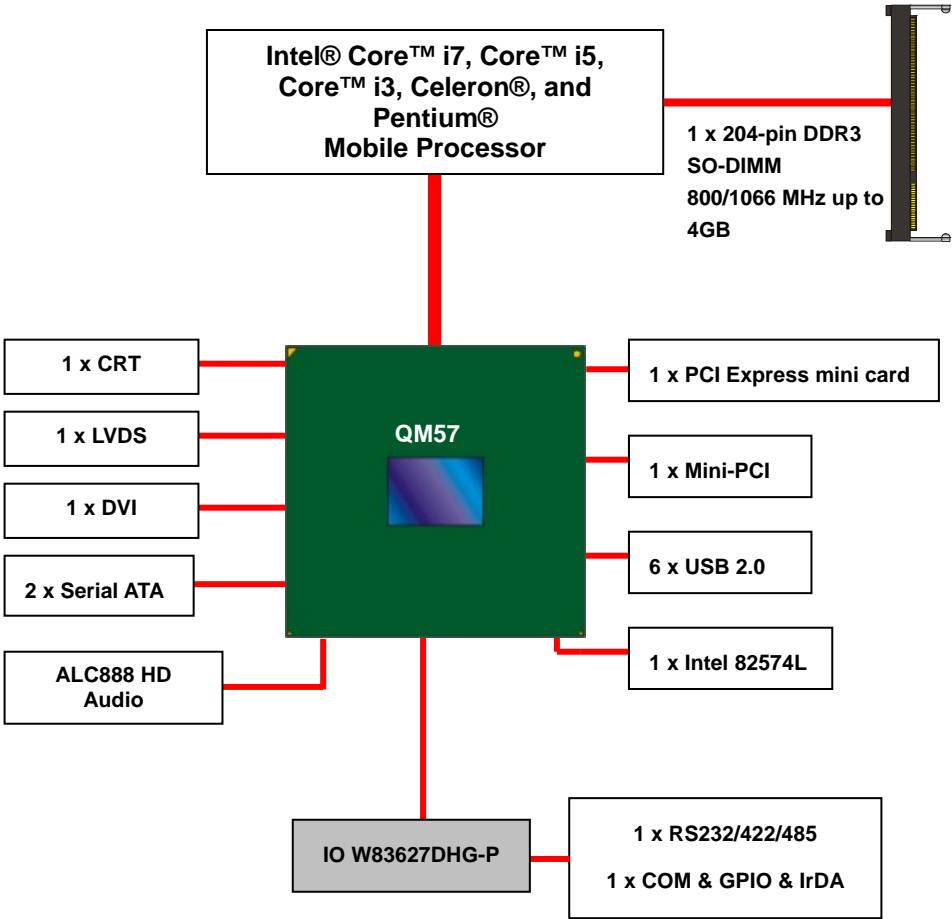 Intel® Core™ i7, Core™ i5,
Core™ i3, Celeron®, and
Pentium®
Mobile Processor
1 x 204-pin DDR3
SO-DIMM
800/1066 MHz up to
4GB
1 x CRT
1 x LVDS
1 x DVI
2 x Serial ATA
ALC888 HD
Audio
QM57
1 x PCI Express mini card
1 x Mini-PCI
6 x USB 2.0
1 x Intel 82574L
IO W83627DHG-P
1 x RS232/422/485
1 x COM & GPIO & IrDA